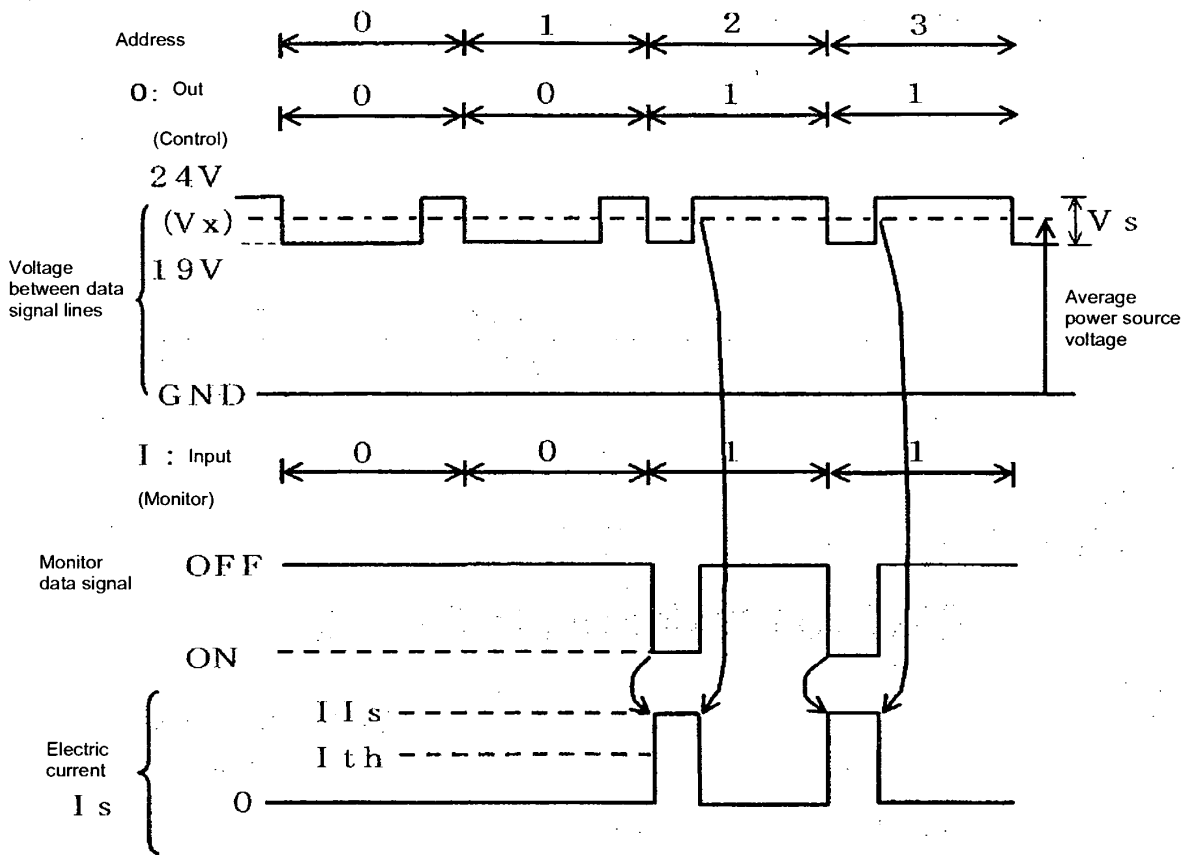 Address 0 1 2 3
O: Out 0 0 1 1
(Control)
24V
(Vx)
Vs
19V
Voltage
between data
signal lines
Average
power source
voltage
GND
I : Input 0 0 1 1
(Monitor)
Monitor
data signal
OFF
ON
IIs
Ith
Electric
current
Is
0